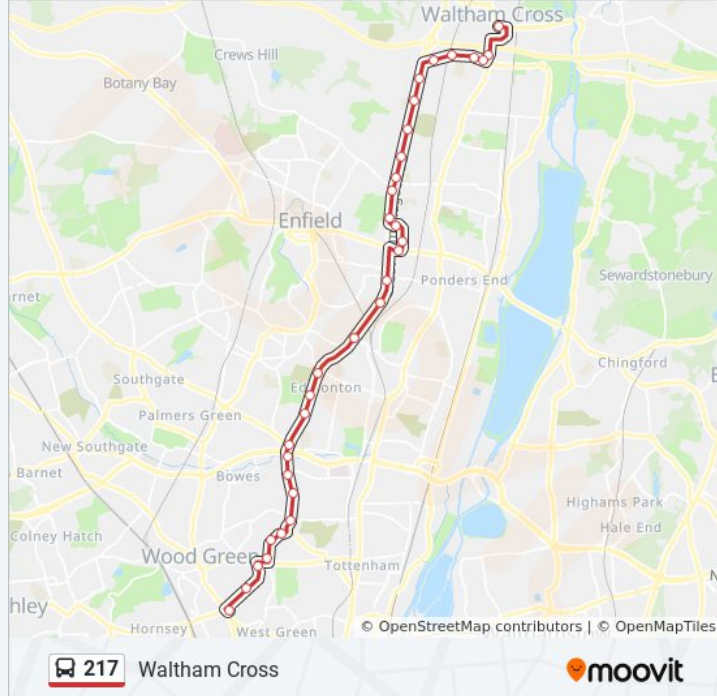 Waltham Cross
Crews Hill
Botany Bay
Enfield
Ponders End
Sewardstonebury
arnet
Chingford
Southgate
Edmonton
Palmers Green
New Southgate
Barnet
Bowes
Highams Park
Colney Hatch
Hale End
Wood Green
Tottenham
hley
Hornsey
West Green
© OpenStreetMap contributors | © OpenMapTiles
217 Waltham Cross
moovit